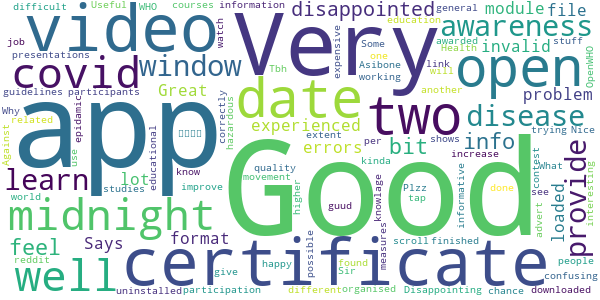 difficult Useful courses information
WHO
video Very disappointed module file
education
job watch general awarded stuff
presentations Some awareness
covid window expensive one link Health invalid
Asibone will
guidelines participants Tbh working another open OpenWHO
Why Great date two problem
related app experienced disease
Against correctly hazardous errors bit info trying Nice
use epidamic educational extent per shows increase What
learn lot know kinda contest see provide
studies improve quality Plzz informative interesting
world midnight movement higher guud tap knowlage done advert loaded
feel Says format possible measures scroll finished people
reddit well give happy found Sir certificate confusing
uninstalled participation different organised Disappointing chance downloaded
Good